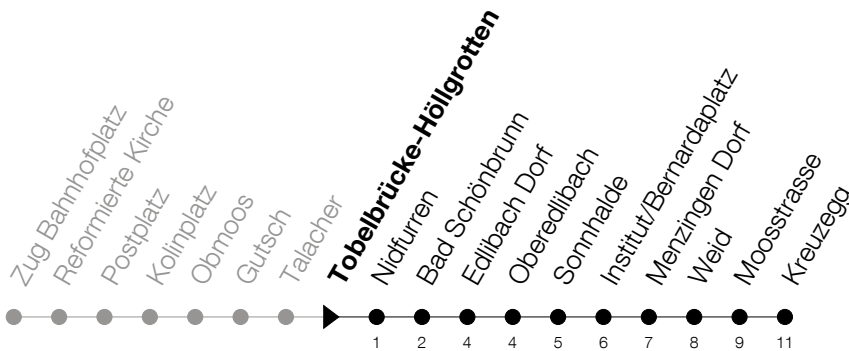 Zug Bahnhofplatz
Reformierte Kirche
Postplatz
Kolinplatz
Obmoos
Gutsch
Talacher
Tobelbrücke-Höllgrotten
Nidfurren
Bad Schönbrunn
Edlibach Dorf
Oberedlibach
Sonnhalde
Institut/Bernardaplatz
Menzingen Dorf
Weid
Moosstrasse
Kreuzegg
1 2 4 4 5 6 7 8 9 11